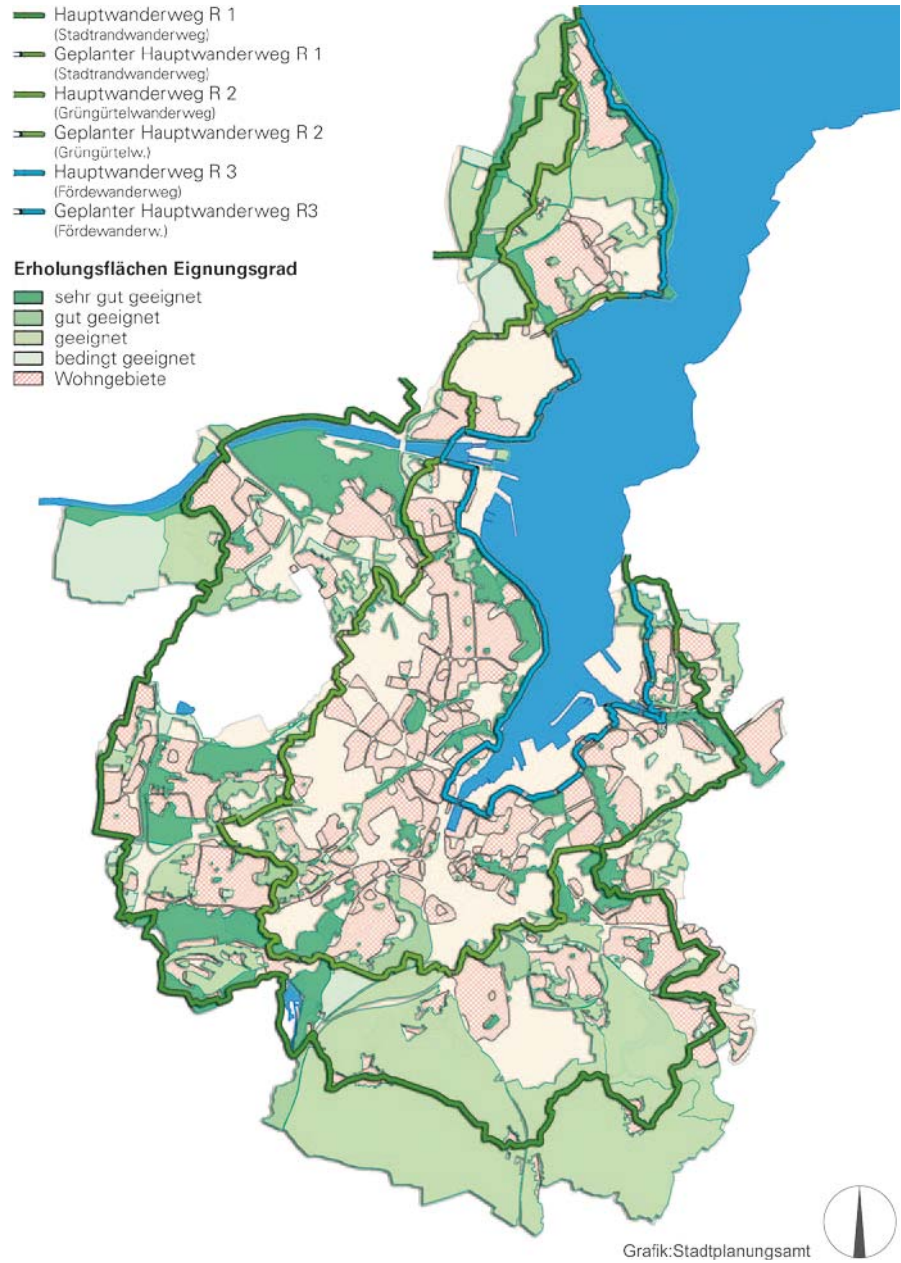 Hauptwanderweg R 1
(Stadtrandwanderweg)
Geplanter Hauptwanderweg R 1
(Stadtrandwanderweg)
Hauptwanderweg R 2
(Grüngürtelwanderweg)
Geplanter Hauptwanderweg R 2
(Grüngürtelw.)
Hauptwanderweg R 3
(Fördewanderweg)
Geplanter Hauptwanderweg R3
(Fördewanderw.)
Erholungsflächen Eignungsgrad
sehr gut geeignet
gut geeignet
geeignet
bedingt geeignet
Wohngebiete
Grafik:Stadtplanungsamt